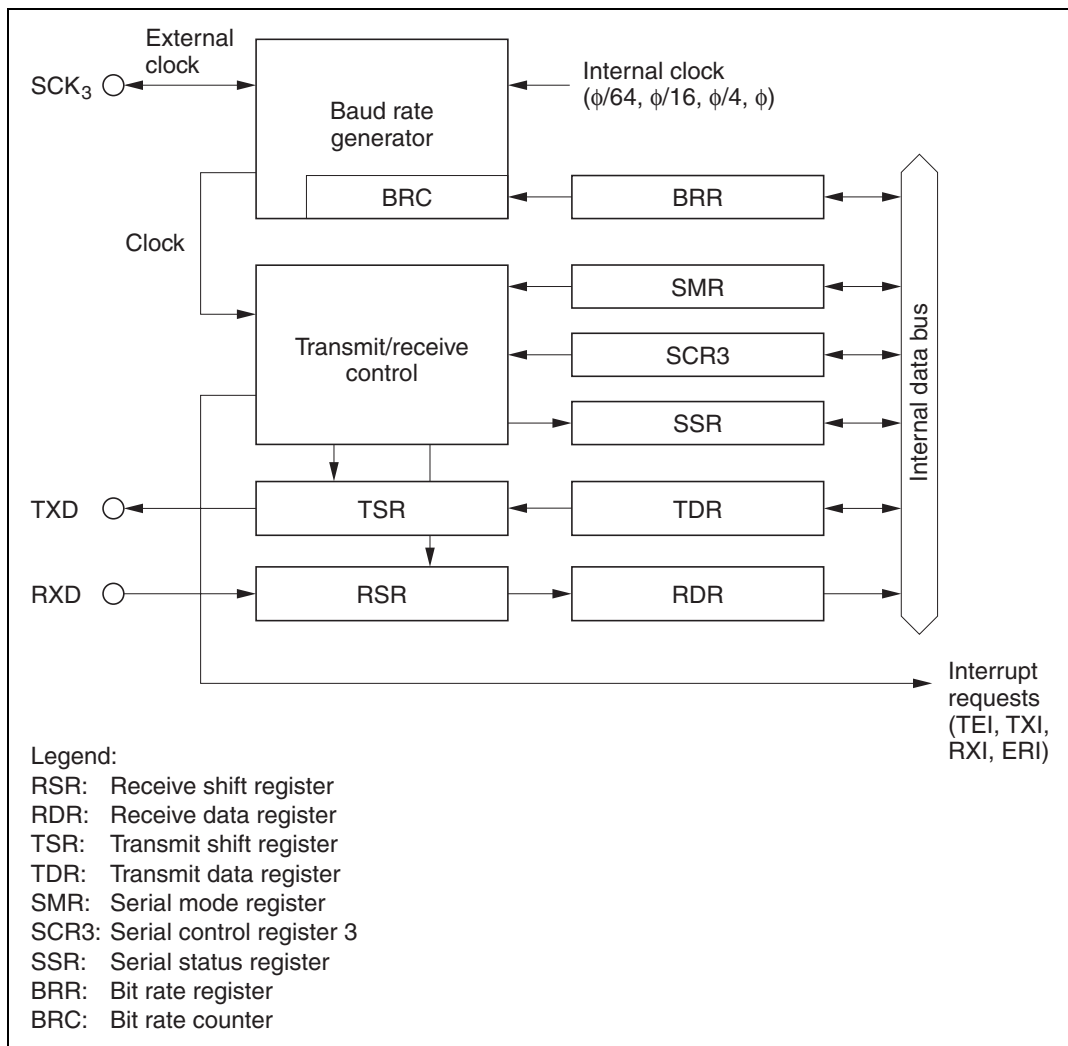 External
clock
SCK3
Baud rate
generator
Internal clock
(ϕ/64, ϕ/16, ϕ/4, ϕ)
BRC
BRR
Clock
SMR
Transmit/receive
control
SCR3
SSR
Internal data bus
TXD
TSR
TDR
RXD
RSR
RDR
Interrupt
requests
(TEI, TXI,
RXI, ERI)
Legend:
RSR: Receive shift register
RDR: Receive data register
TSR: Transmit shift register
TDR: Transmit data register
SMR: Serial mode register
SCR3: Serial control register 3
SSR: Serial status register
BRR: Bit rate register
BRC: Bit rate counter